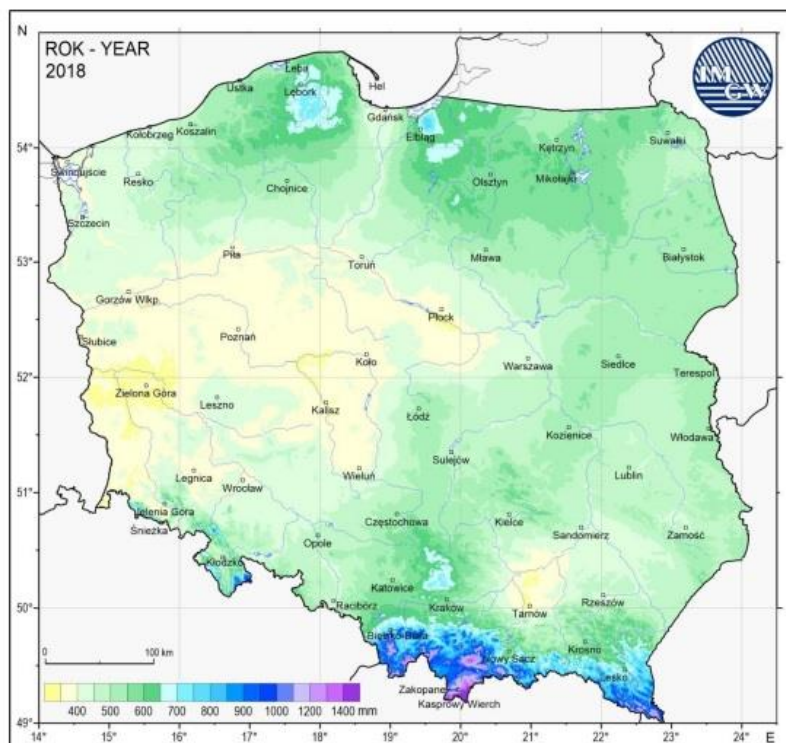 N
ROK - YEAR
2018
IMGW
Łeba
Ustka
Lębork
Hel
Gdańsk
Koszalin
Kołobrzeg
Elbląg
Kętrzyn
Suwałki
54°
Świnoujście
Resko
Chojnice
Olsztyn
Mikołajki
Szczecin
Piła
Toruń
Mława
Białystok
53°
Gorzów Wlkp.
Płock
Słubice
Poznań
Koło
Warszawa
Siedlce
Terespol
52°
Zielona Góra
Leszno
Kalisz
Łódź
Kozienice
Włodawa
Sulejów
Legnica
Wrocław
Wieluń
Lublin
51°
Jelenia Góra
Śnieżka
Opole
Częstochowa
Kielce
Sandomierz
Zamość
Kłodzko
Katowice
Racibórz
Kraków
Tarnów
Rzeszów
50°
Bielsko-Biała
Nowy Sącz
Krosno
Lesko
0 100 km
Zakopane
Kasprowy Wierch
400 500 600 700 800 900 1000 1200 1400 mm
49°
14° 15° 16° 17° 18° 19° 20° 21° 22° 23° 24° E